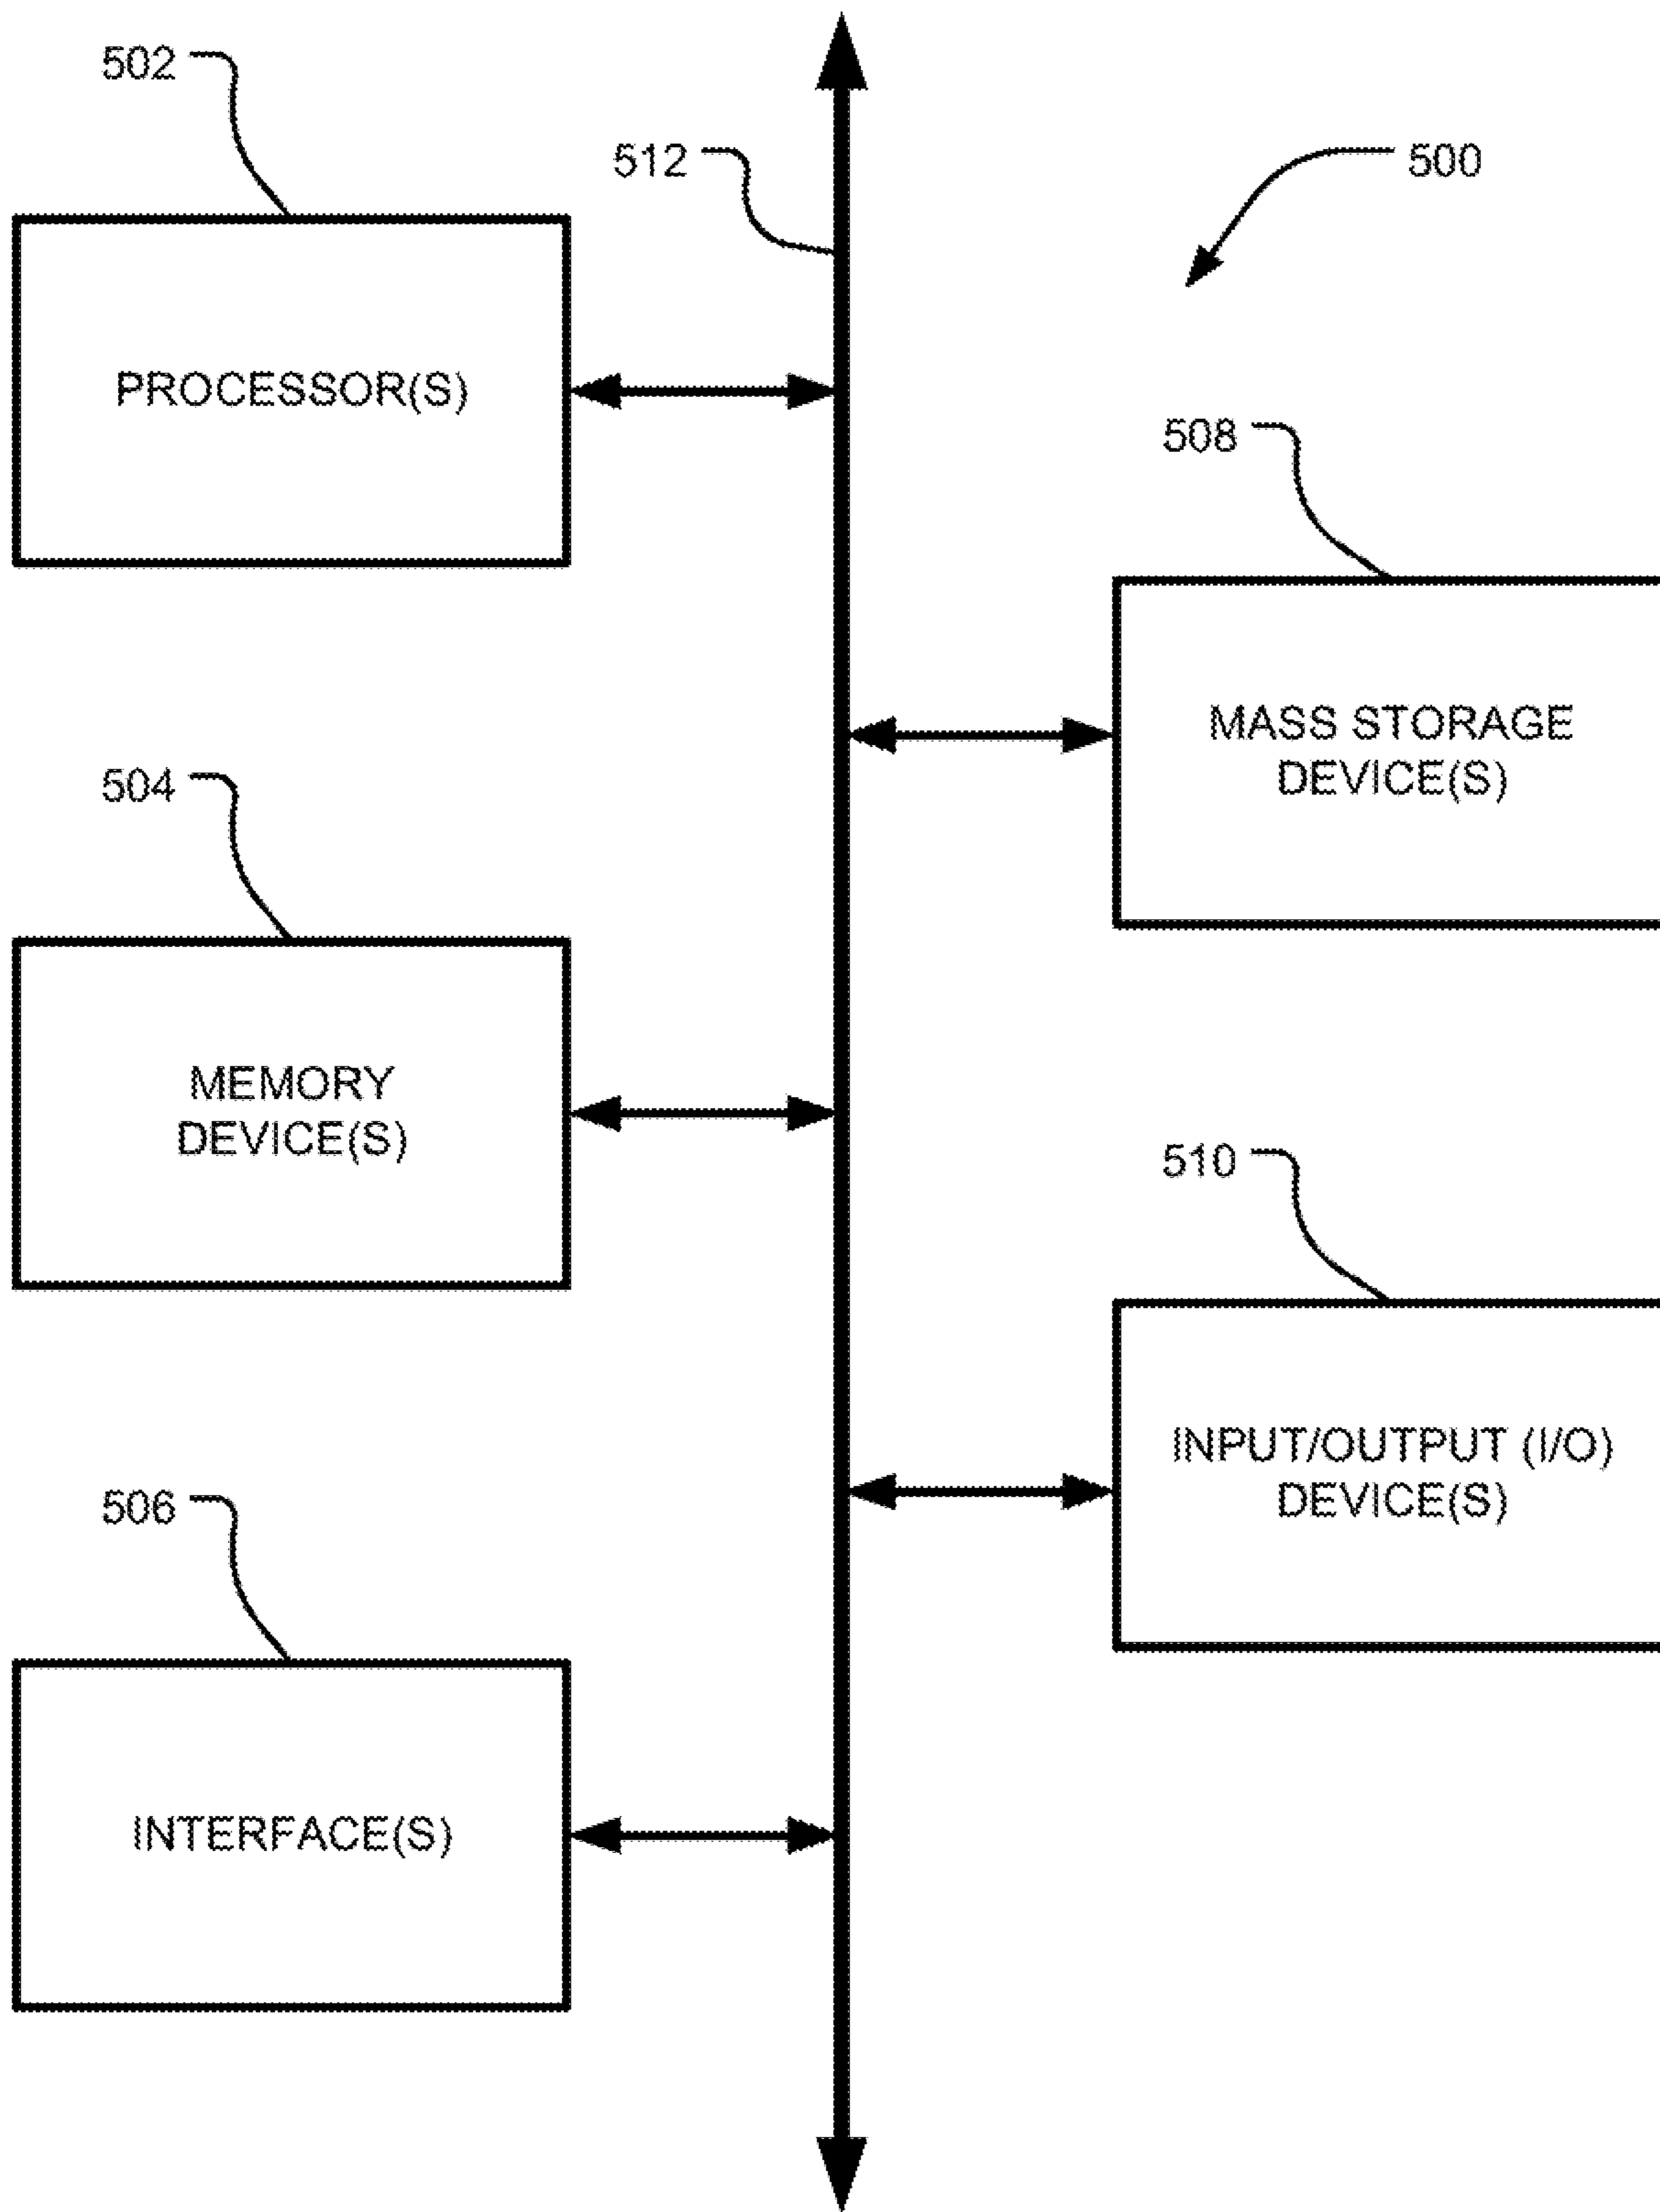 502
512
500
PROCESSOR(S)
508
MASS STORAGE
DEVICE(S)
504
MEMORY
DEVICE(S)
510
INPUT/OUTPUT (I/O)
DEVICE(S)
506
INTERFACE(S)